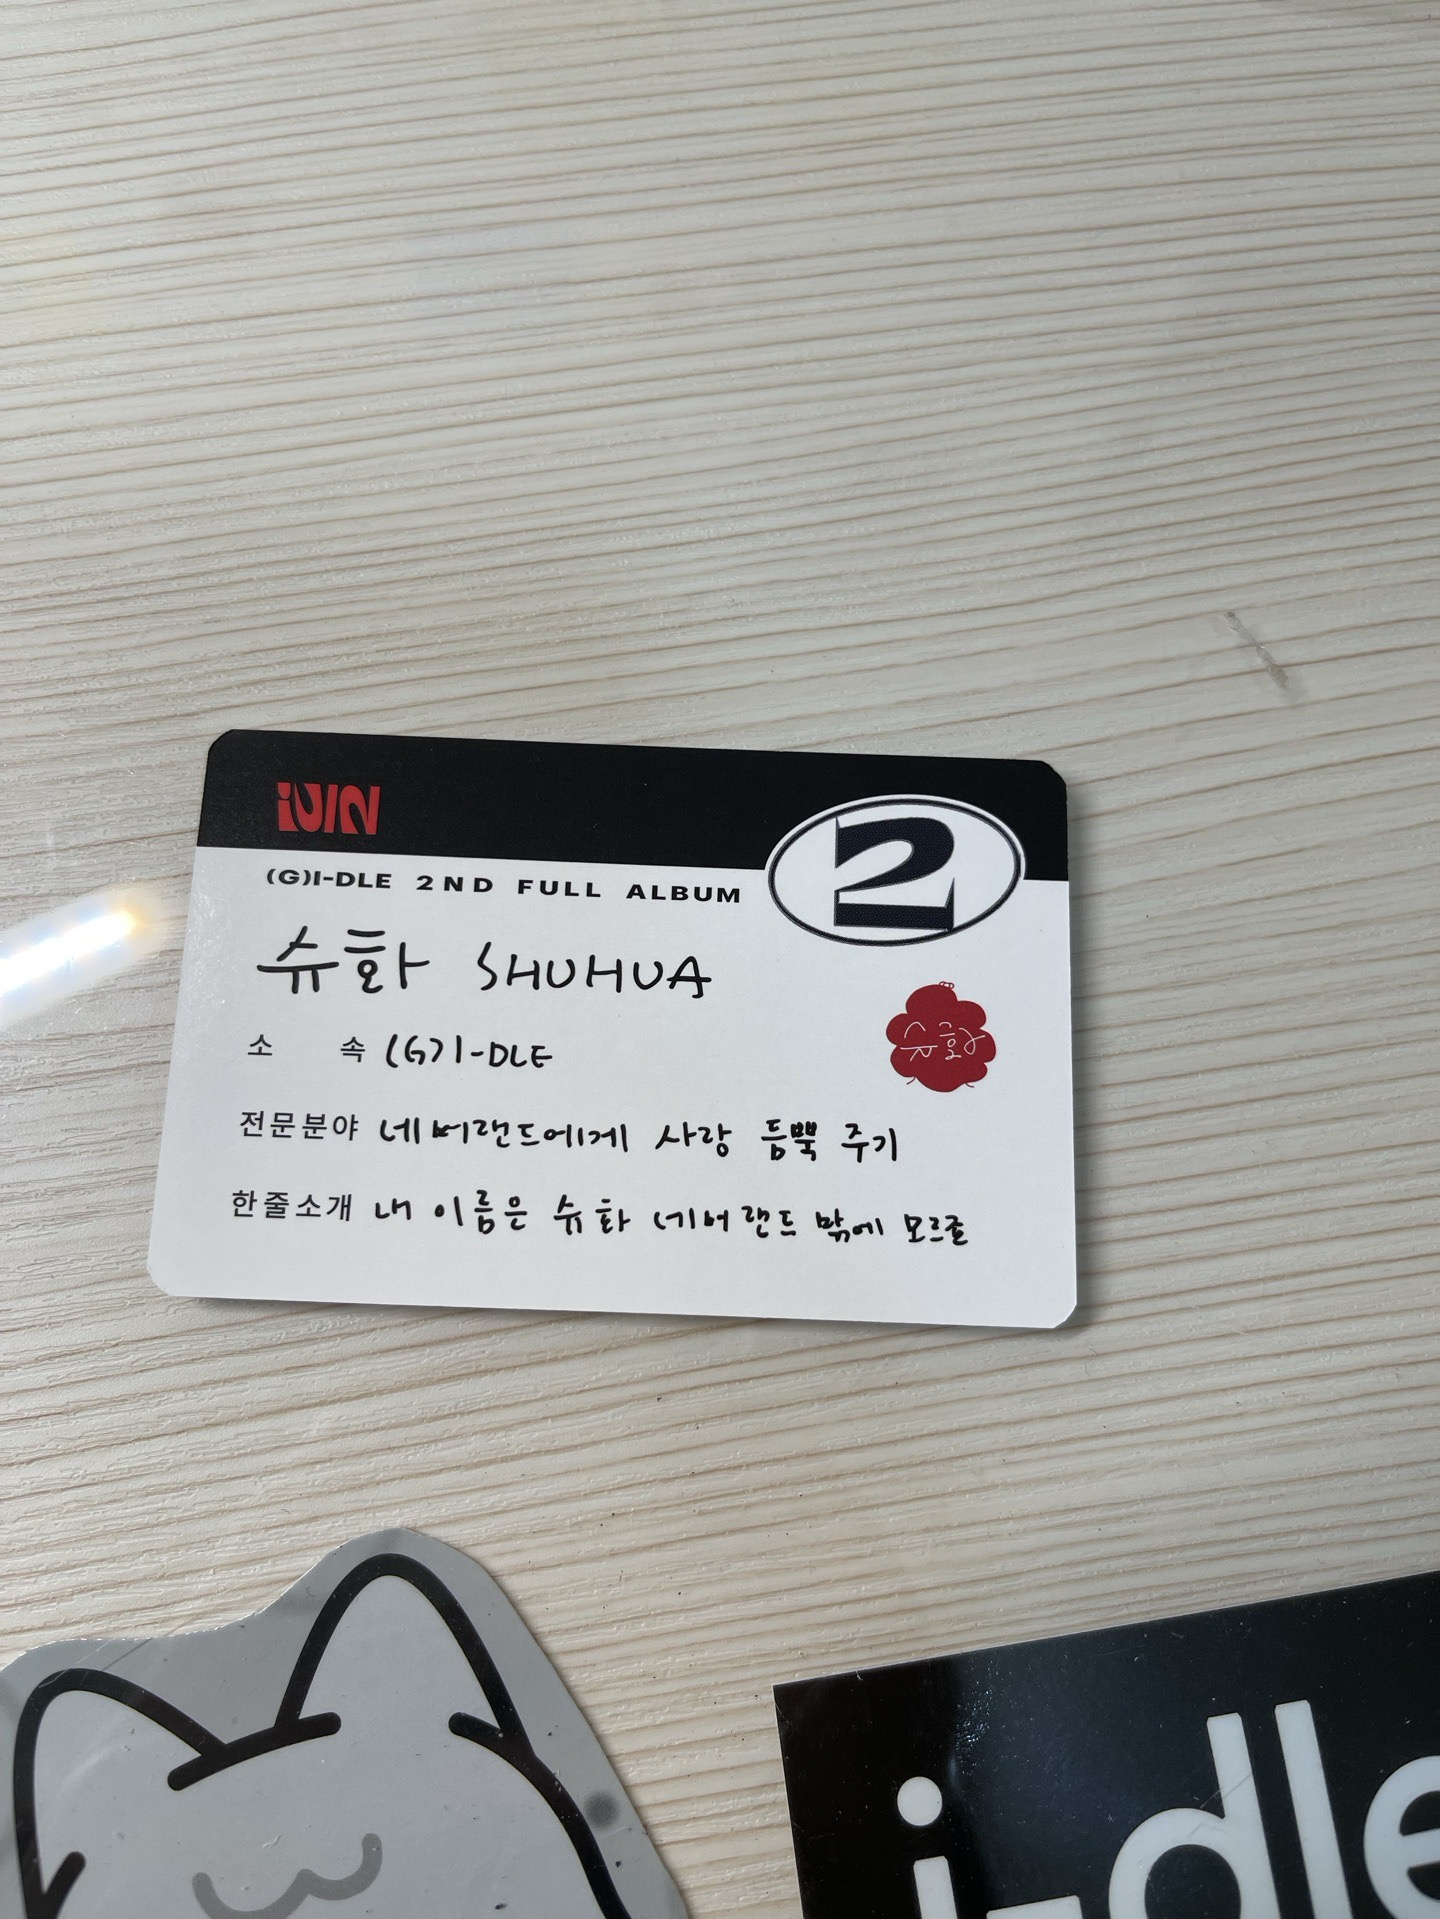 (G)I-DLE 2ND FULL ALBUM
2
슈화 SHUHUA
슈화
소 속 (G)I-DLE
전문분야 네버랜드에게 사랑 듬뿍 주기
한줄소개 내 이름은 슈화 네버랜드 밖에 모르죠
i-dle